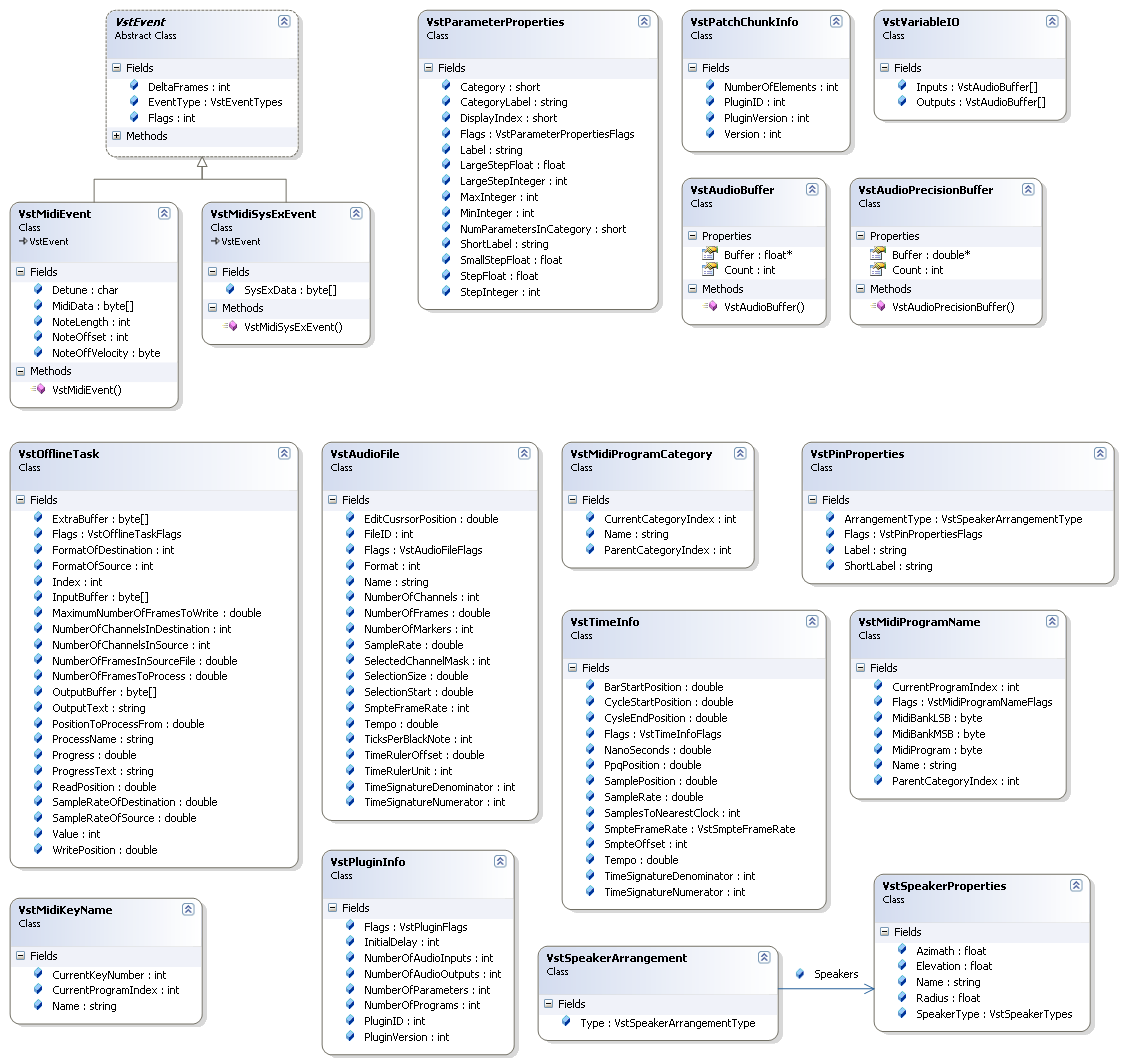 VstEvent
Abstract Class
Fields
DeltaFrames : int
EventType : VstEventTypes
Flags : int
Methods
VstParameterProperties
Class
Fields
Category : short
CategoryLabel : string
DisplayIndex : short
Flags : VstParameterPropertiesFlags
Label : string
LargeStepFloat : float
LargeStepInteger : int
MaxInteger : int
MinInteger : int
NumParametersInCategory : short
ShortLabel : string
SmallStepFloat : float
StepFloat : float
StepInteger : int
VstPatchChunkInfo
Class
Fields
NumberOfElements : int
PluginID : int
PluginVersion : int
Version : int
VstVariableIO
Class
Fields
Inputs : VstAudioBuffer[]
Outputs : VstAudioBuffer[]
VstMidiEvent
Class
VstEvent
Fields
Detune : char
MidiData : byte[]
NoteLength : int
NoteOffset : int
NoteOffVelocity : byte
Methods
VstMidiEvent()
VstMidiSysExEvent
Class
VstEvent
Fields
SysExData : byte[]
Methods
VstMidiSysExEvent()
VstAudioBuffer
Class
Properties
Buffer : float*
Count : int
Methods
VstAudioBuffer()
VstAudioPrecisionBuffer
Class
Properties
Buffer : double*
Count : int
Methods
VstAudioPrecisionBuffer()
VstOfflineTask
Class
Fields
ExtraBuffer : byte[]
Flags : VstOfflineTaskFlags
FormatOfDestination : int
FormatOfSource : int
Index : int
InputBuffer : byte[]
MaximumNumberOfFramesToWrite : double
NumberOfChannelsInDestination : int
NumberOfChannelsInSource : int
NumberOfFramesInSourceFile : double
NumberOfFramesToProcess : double
OutputBuffer : byte[]
OutputText : string
PositionToProcessFrom : double
ProcessName : string
Progress : double
ProgressText : string
ReadPosition : double
SampleRateOfDestination : double
SampleRateOfSource : double
Value : int
WritePosition : double
VstAudioFile
Class
Fields
EditCusrsorPosition : double
FileID : int
Flags : VstAudioFileFlags
Format : int
Name : string
NumberOfChannels : int
NumberOfFrames : double
NumberOfMarkers : int
SampleRate : double
SelectedChannelMask : int
SelectionSize : double
SelectionStart : double
SmpteFrameRate : int
Tempo : double
TicksPerBlackNote : int
TimeRulerOffset : double
TimeRulerUnit : int
TimeSignatureDenominator : int
TimeSignatureNumerator : int
VstMidiProgramCategory
Class
Fields
CurrentCategoryIndex : int
Name : string
ParentCategoryIndex : int
VstPinProperties
Class
Fields
ArrangementType : VstSpeakerArrangementType
Flags : VstPinPropertiesFlags
Label : string
ShortLabel : string
VstTimeInfo
Class
Fields
BarStartPosition : double
CycleStartPosition : double
CysleEndPosition : double
Flags : VstTimeInfoFlags
NanoSeconds : double
PpqPosition : double
SamplePosition : double
SampleRate : double
SamplesToNearestClock : int
SmpteFrameRate : VstSmpteFrameRate
SmpteOffset : int
Tempo : double
TimeSignatureDenominator : int
TimeSignatureNumerator : int
VstMidiProgramName
Class
Fields
CurrentProgramIndex : int
Flags : VstMidiProgramNameFlags
MidiBankLSB : byte
MidiBankMSB : byte
MidiProgram : byte
Name : string
ParentCategoryIndex : int
VstMidiKeyName
Class
Fields
CurrentKeyNumber : int
CurrentProgramIndex : int
Name : string
VstPluginInfo
Class
Fields
Flags : VstPluginFlags
InitialDelay : int
NumberOfAudioInputs : int
NumberOfAudioOutputs : int
NumberOfParameters : int
NumberOfPrograms : int
PluginID : int
PluginVersion : int
VstSpeakerArrangement
Class
Fields
Type : VstSpeakerArrangementType
Speakers
VstSpeakerProperties
Class
Fields
Azimath : float
Elevation : float
Name : string
Radius : float
SpeakerType : VstSpeakerTypes